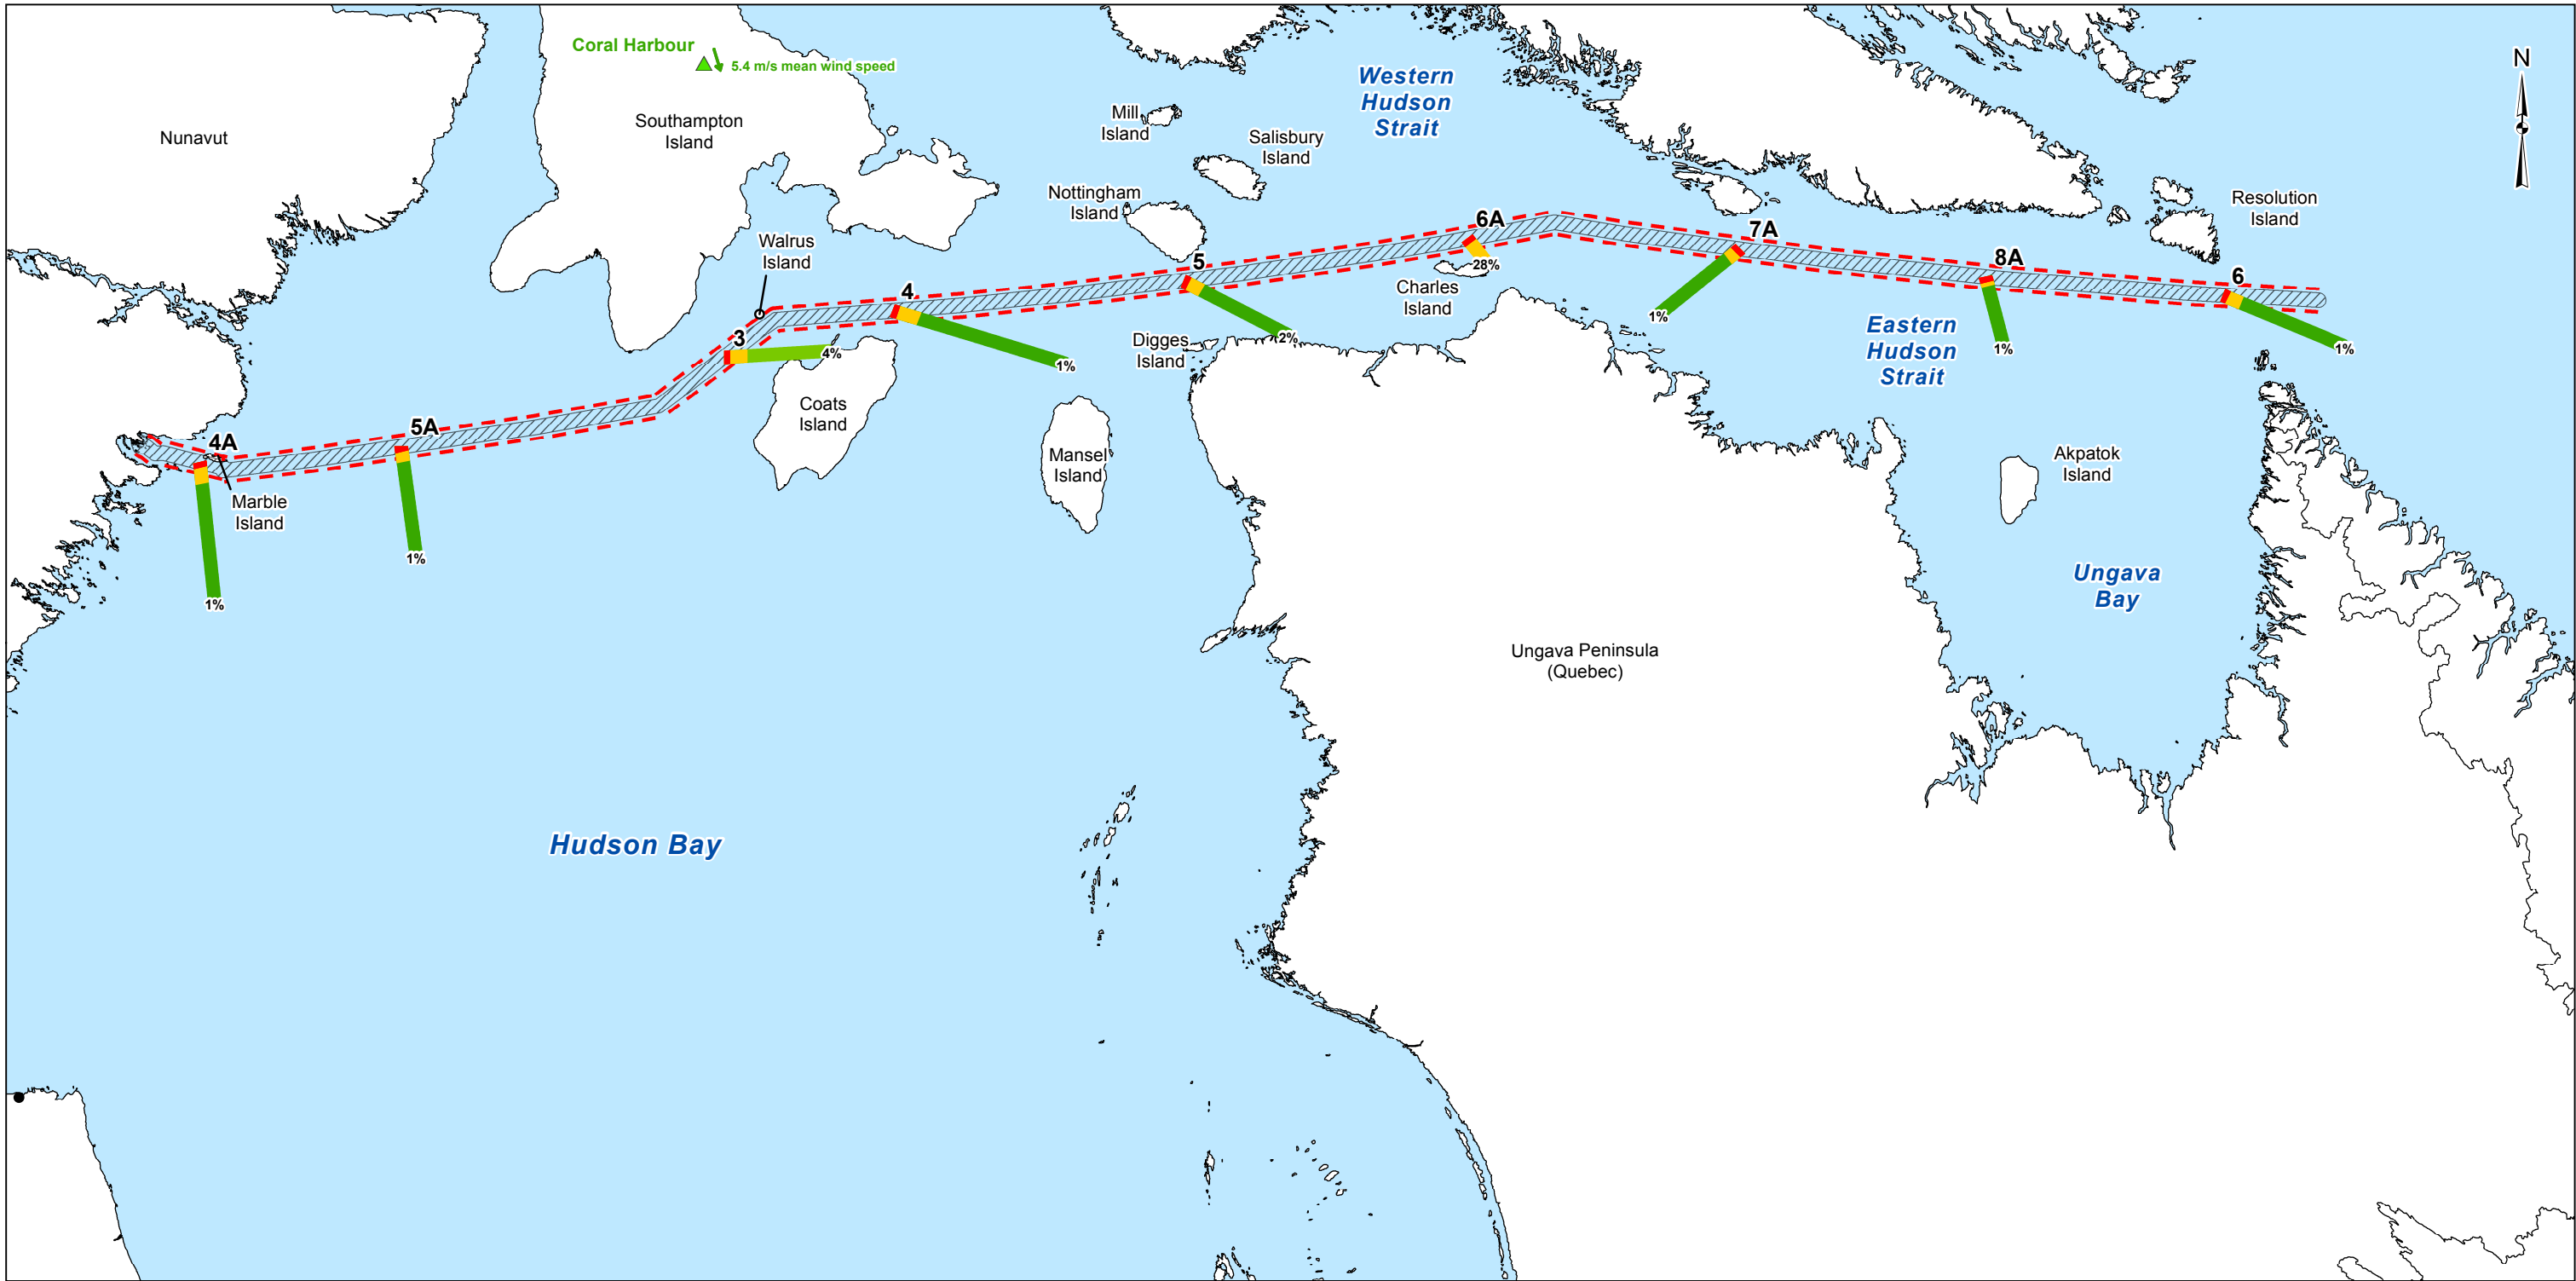 Coral Harbour
5.4 m/s mean wind speed
N
Western
Hudson
Strait
Nunavut
Southampton
Island
Mill
Island
Salisbury
Island
Nottingham
Island
Resolution
Island
Walrus
Island
6A
7A
8A
5
6
4
3
28%
Charles
Island
1%
Eastern
Hudson
Strait
Digges
Island
2%
4%
1%
1%
1%
Coats
Island
5A
4A
Mansel
Island
Akpatok
Island
Marble
Island
1%
1%
Ungava
Bay
Ungava Peninsula
(Quebec)
Hudson Bay